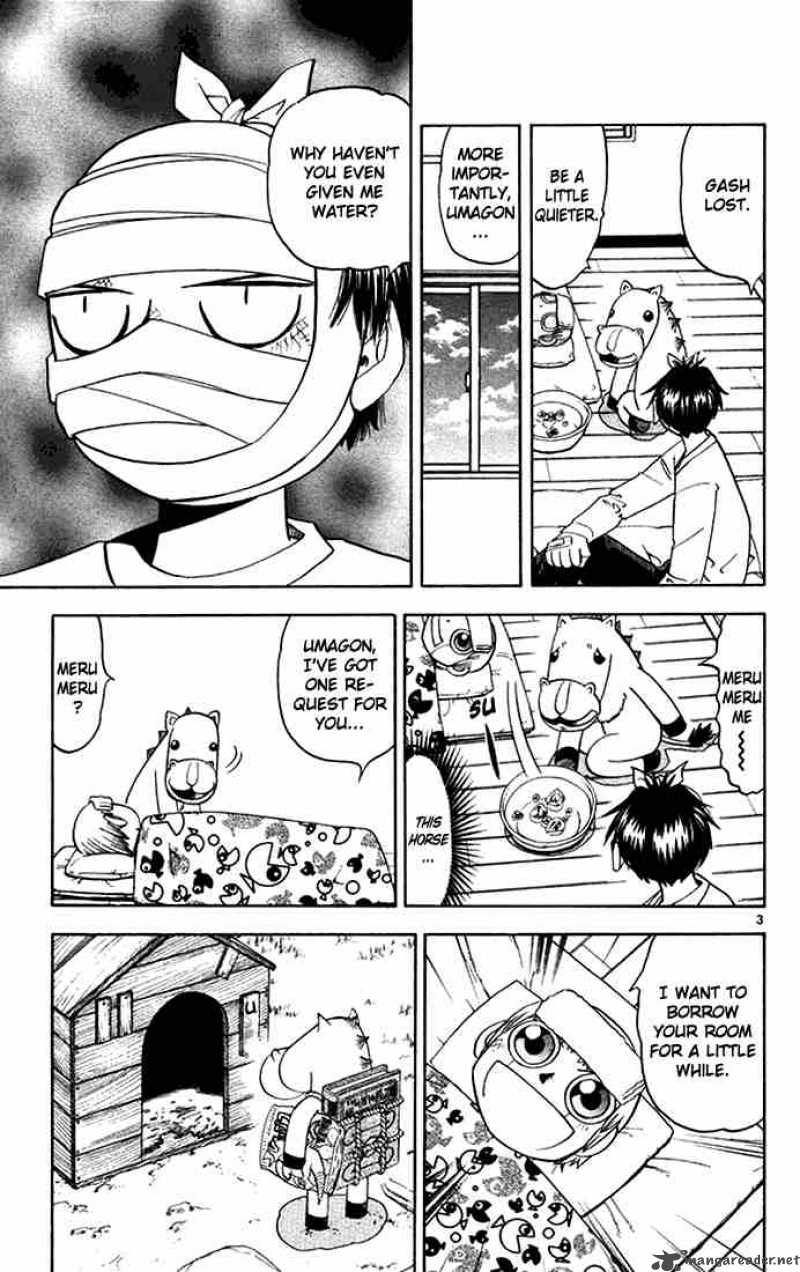 GASH
LOST.
BE A
LITTLE
QUIETER.
MORE
IMPOR-
TANTLY,
UMAGON
...
WHY HAVEN'T
YOU EVEN
GIVEN ME
WATER?
MERU
MERU
ME
SU
THIS
HORSE
...
UMAGON,
I'VE GOT
ONE RE-
QUEST FOR
YOU...
MERU
MERU
?
3
I WANT TO
BORROW
YOUR ROOM
FOR A LITTLE
WHILE.
U
mangareader.net